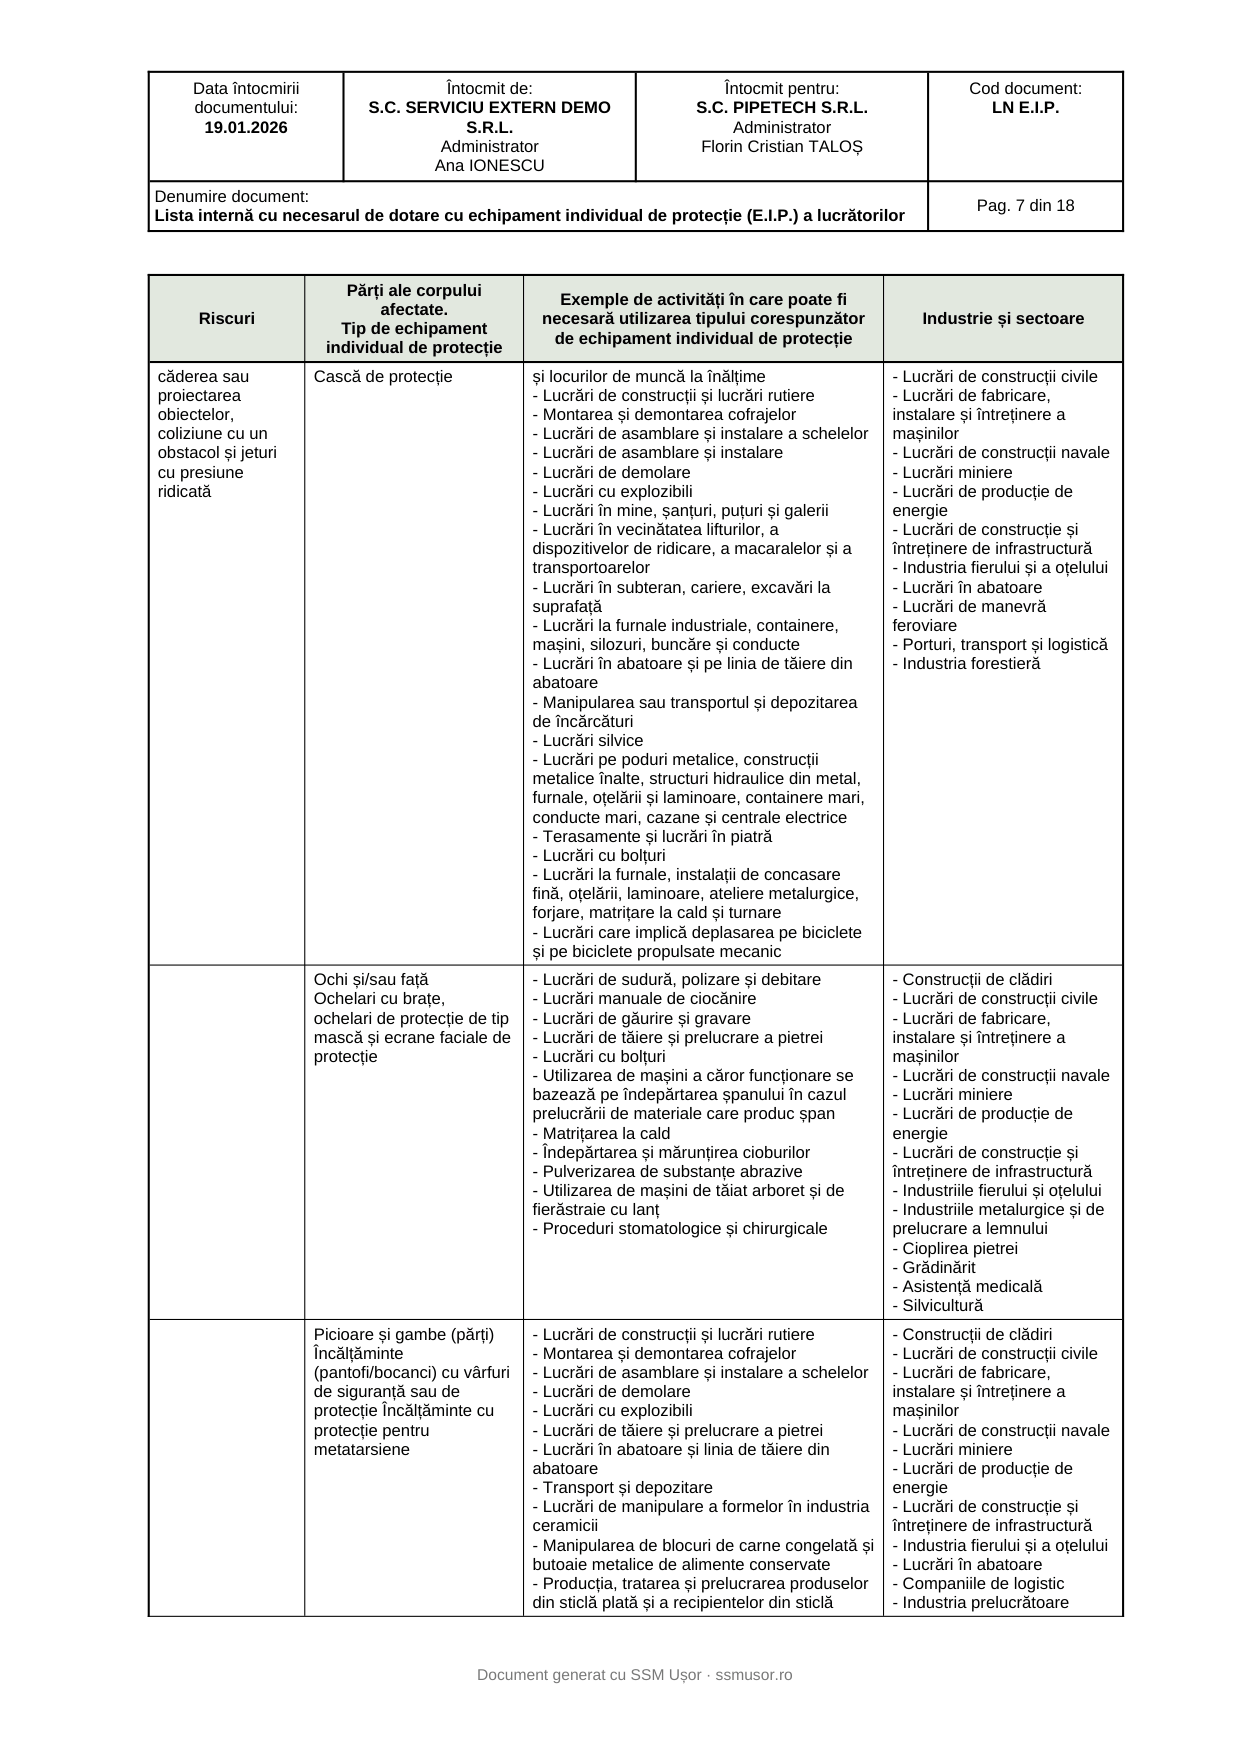 Data întocmirii
documentului:
19.01.2026
Întocmit de:
S.C. SERVICIU EXTERN DEMO
S.R.L.
Administrator
Ana IONESCU
Întocmit pentru:
S.C. PIPETECH S.R.L.
Administrator
Florin Cristian TALOȘ
Cod document:
LN E.I.P.
Denumire document:
Lista internă cu necesarul de dotare cu echipament individual de protecție (E.I.P.) a lucrătorilor
Pag. 7 din 18
Riscuri
Părți ale corpului
afectate.
Tip de echipament
individual de protecție
Exemple de activități în care poate fi
necesară utilizarea tipului corespunzător
de echipament individual de protecție
Industrie și sectoare
căderea sau
proiectarea
obiectelor,
coliziune cu un
obstacol și jeturi
cu presiune
ridicată
Cască de protecție
și locurilor de muncă la înălțime
- Lucrări de construcții și lucrări rutiere
- Montarea și demontarea cofrajelor
- Lucrări de asamblare și instalare a schelelor
- Lucrări de asamblare și instalare
- Lucrări de demolare
- Lucrări cu explozibili
- Lucrări în mine, șanțuri, puțuri și galerii
- Lucrări în vecinătatea lifturilor, a
dispozitivelor de ridicare, a macaralelor și a
transportoarelor
- Lucrări în subteran, cariere, excavări la
suprafață
- Lucrări la furnale industriale, containere,
mașini, silozuri, buncăre și conducte
- Lucrări în abatoare și pe linia de tăiere din
abatoare
- Manipularea sau transportul și depozitarea
de încărcături
- Lucrări silvice
- Lucrări pe poduri metalice, construcții
metalice înalte, structuri hidraulice din metal,
furnale, oțelării și laminoare, containere mari,
conducte mari, cazane și centrale electrice
- Terasamente și lucrări în piatră
- Lucrări cu bolțuri
- Lucrări la furnale, instalații de concasare
fină, oțelării, laminoare, ateliere metalurgice,
forjare, matrițare la cald și turnare
- Lucrări care implică deplasarea pe biciclete
și pe biciclete propulsate mecanic
- Lucrări de construcții civile
- Lucrări de fabricare,
instalare și întreținere a
mașinilor
- Lucrări de construcții navale
- Lucrări miniere
- Lucrări de producție de
energie
- Lucrări de construcție și
întreținere de infrastructură
- Industria fierului și a oțelului
- Lucrări în abatoare
- Lucrări de manevră
feroviare
- Porturi, transport și logistică
- Industria forestieră
Ochi și/sau față
Ochelari cu brațe,
ochelari de protecție de tip
mască și ecrane faciale de
protecție
- Lucrări de sudură, polizare și debitare
- Lucrări manuale de ciocănire
- Lucrări de găurire și gravare
- Lucrări de tăiere și prelucrare a pietrei
- Lucrări cu bolțuri
- Utilizarea de mașini a căror funcționare se
bazează pe îndepărtarea șpanului în cazul
prelucrării de materiale care produc șpan
- Matrițarea la cald
- Îndepărtarea și mărunțirea cioburilor
- Pulverizarea de substanțe abrazive
- Utilizarea de mașini de tăiat arboret și de
fierăstraie cu lanț
- Proceduri stomatologice și chirurgicale
- Construcții de clădiri
- Lucrări de construcții civile
- Lucrări de fabricare,
instalare și întreținere a
mașinilor
- Lucrări de construcții navale
- Lucrări miniere
- Lucrări de producție de
energie
- Lucrări de construcție și
întreținere de infrastructură
- Industriile fierului și oțelului
- Industriile metalurgice și de
prelucrare a lemnului
- Cioplirea pietrei
- Grădinărit
- Asistență medicală
- Silvicultură
Picioare și gambe (părți)
Încălțăminte
(pantofi/bocanci) cu vârfuri
de siguranță sau de
protecție Încălțăminte cu
protecție pentru
metatarsiene
- Lucrări de construcții și lucrări rutiere
- Montarea și demontarea cofrajelor
- Lucrări de asamblare și instalare a schelelor
- Lucrări de demolare
- Lucrări cu explozibili
- Lucrări de tăiere și prelucrare a pietrei
- Lucrări în abatoare și linia de tăiere din
abatoare
- Transport și depozitare
- Lucrări de manipulare a formelor în industria
ceramicii
- Manipularea de blocuri de carne congelată și
butoaie metalice de alimente conservate
- Producția, tratarea și prelucrarea produselor
din sticlă plată și a recipientelor din sticlă
- Construcții de clădiri
- Lucrări de construcții civile
- Lucrări de fabricare,
instalare și întreținere a
mașinilor
- Lucrări de construcții navale
- Lucrări miniere
- Lucrări de producție de
energie
- Lucrări de construcție și
întreținere de infrastructură
- Industria fierului și a oțelului
- Lucrări în abatoare
- Companiile de logistic
- Industria prelucrătoare
Document generat cu SSM Ușor · ssmusor.ro